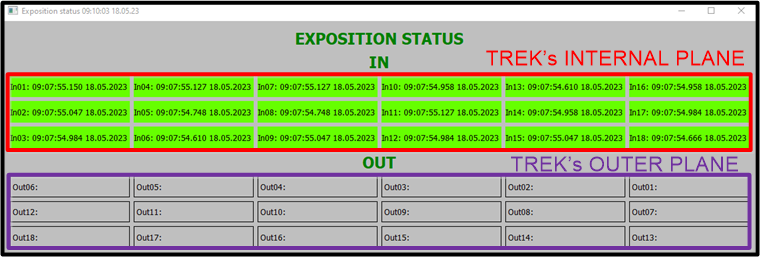 Exposition status 09:10:03 18.05.23
EXPOSITION STATUS
IN
TREK's INTERNAL PLANE
In01: 09:07:55.150 18.05.2023 In04: 09:07:55.127 18.05.2023 In07: 09:07:55.127 18.05.2023 In10: 09:07:54.958 18.05.2023 In13: 09:07:54.610 18.05.2023 In16: 09:07:54.958 18.05.2023
In02: 09:07:55.047 18.05.2023 In05: 09:07:54.748 18.05.2023 In08: 09:07:54.748 18.05.2023 In11: 09:07:55.127 18.05.2023 In14: 09:07:54.958 18.05.2023 In17: 09:07:54.984 18.05.2023
In03: 09:07:54.984 18.05.2023 In06: 09:07:54.610 18.05.2023 In09: 09:07:55.047 18.05.2023 In12: 09:07:54.984 18.05.2023 In15: 09:07:55.047 18.05.2023 In18: 09:07:54.666 18.05.2023
OUT
TREK's OUTER PLANE
Out06: Out05: Out04: Out03: Out02: Out01:
Out12: Out11: Out10: Out09: Out08: Out07:
Out18: Out17: Out16: Out15: Out14: Out13: